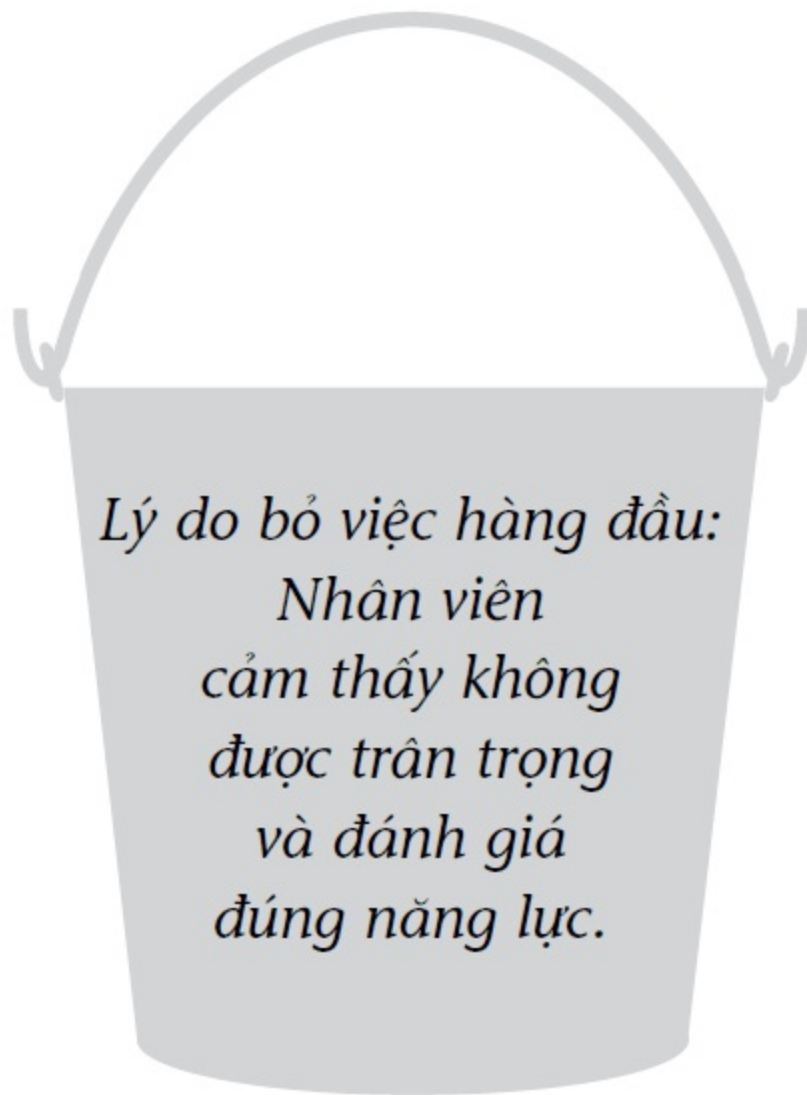 Lý do bỏ việc hàng đầu:
Nhân viên
cảm thấy không
được trân trọng
và đánh giá
đúng năng lực.